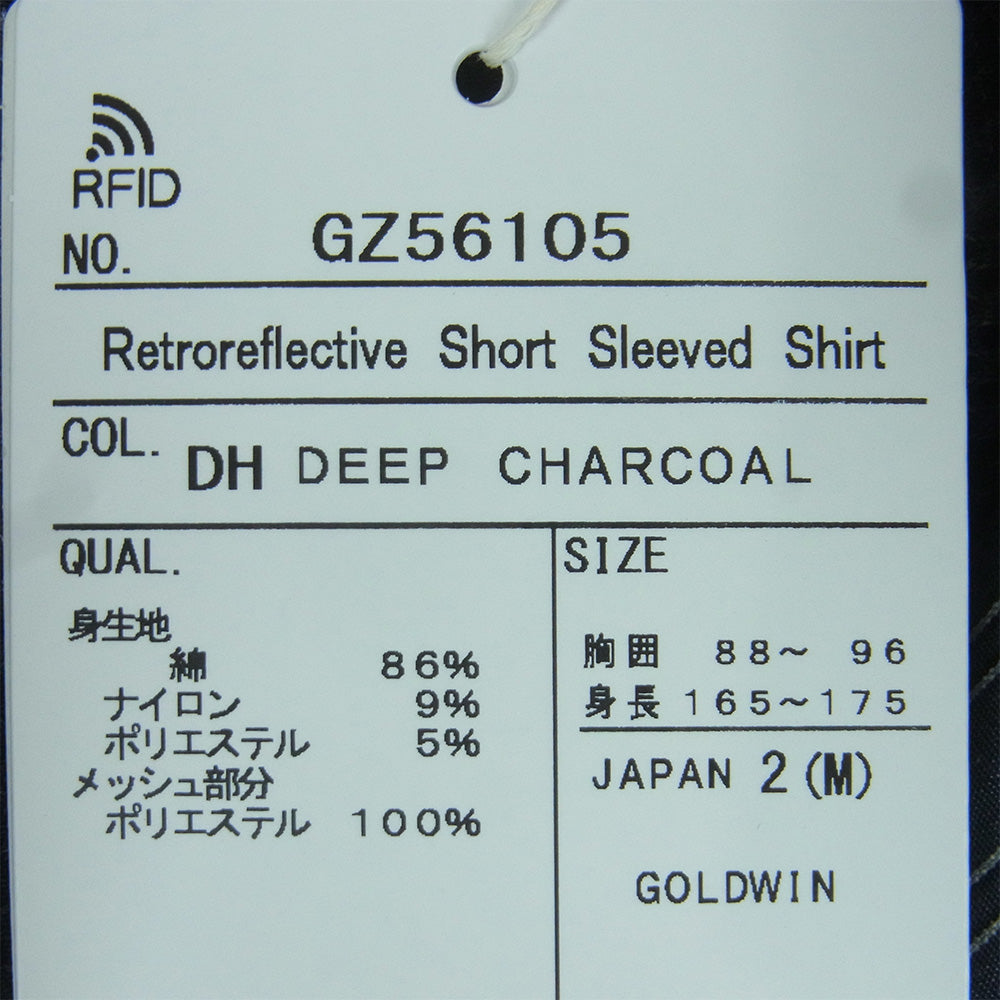 RFID
NO. GZ56105
Retroreflective Short Sleeved Shirt
COL. DH DEEP CHARCOAL
QUAL.
身生地
綿 86%
ナイロン 9%
ポリエステル 5%
メッシュ部分
ポリエステル 100%
SIZE
胸囲 88～ 96
身長 165～175
JAPAN 2 (M)
GOLDWIN